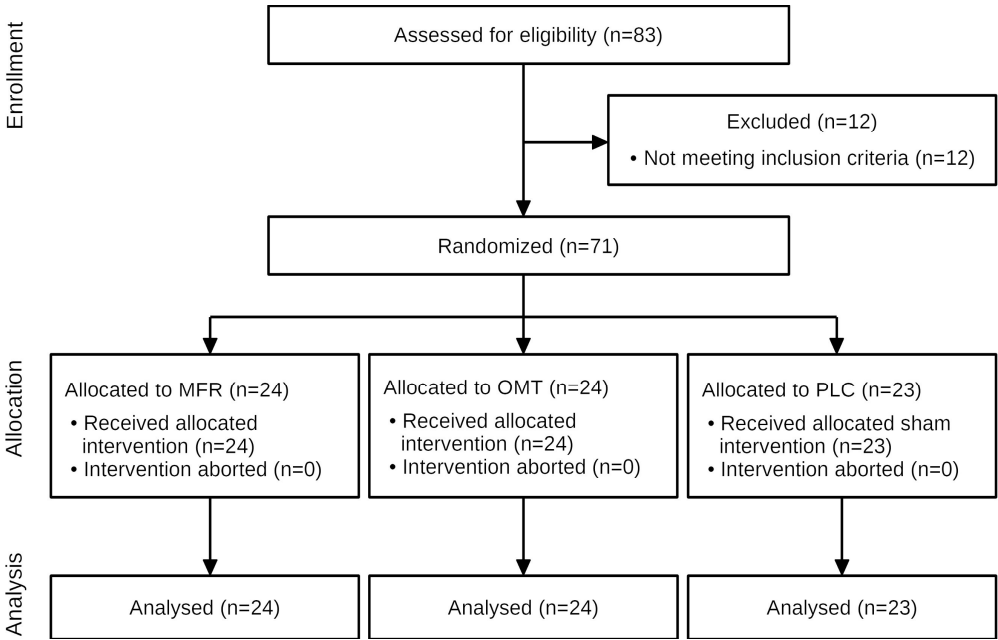 Enrollment
Assessed for eligibility (n=83)
Excluded (n=12)
• Not meeting inclusion criteria (n=12)
Randomized (n=71)
Allocation
Allocated to MFR (n=24)
• Received allocated
intervention (n=24)
• Intervention aborted (n=0)
Allocated to OMT (n=24)
• Received allocated
intervention (n=24)
• Intervention aborted (n=0)
Allocated to PLC (n=23)
• Received allocated sham
intervention (n=23)
• Intervention aborted (n=0)
Analysis
Analysed (n=24)
Analysed (n=24)
Analysed (n=23)